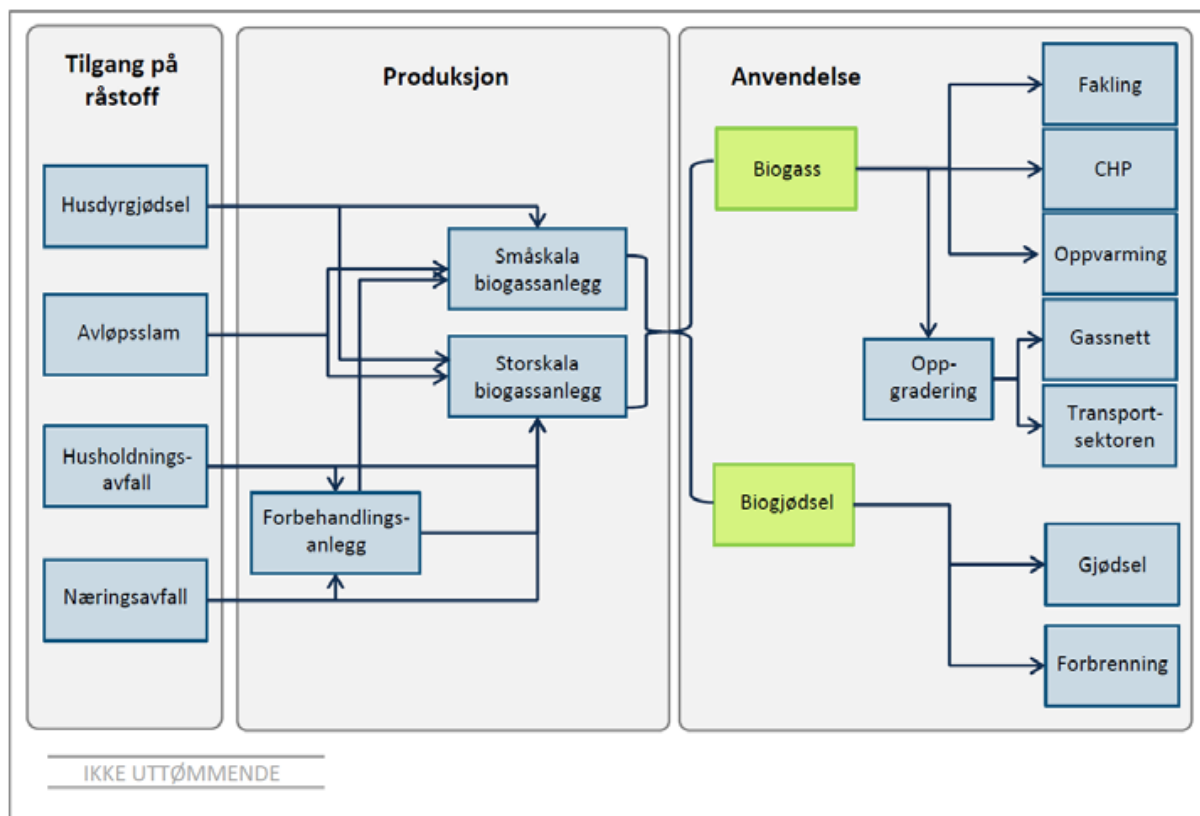 Tilgang på
råstoff
Husdyrgjødsel
Avløpsslam
Husholdnings-
avfall
Næringsavfall
Produksjon
Småskala
biogassanlegg
Storskala
biogassanlegg
Forbehandlings-
anlegg
Anvendelse
Biogass
Biogjødsel
Opp-
gradering
Fakling
CHP
Oppvarming
Gassnett
Transport-
sektoren
Gjødsel
Forbrenning
IKKE UTTØMMENDE